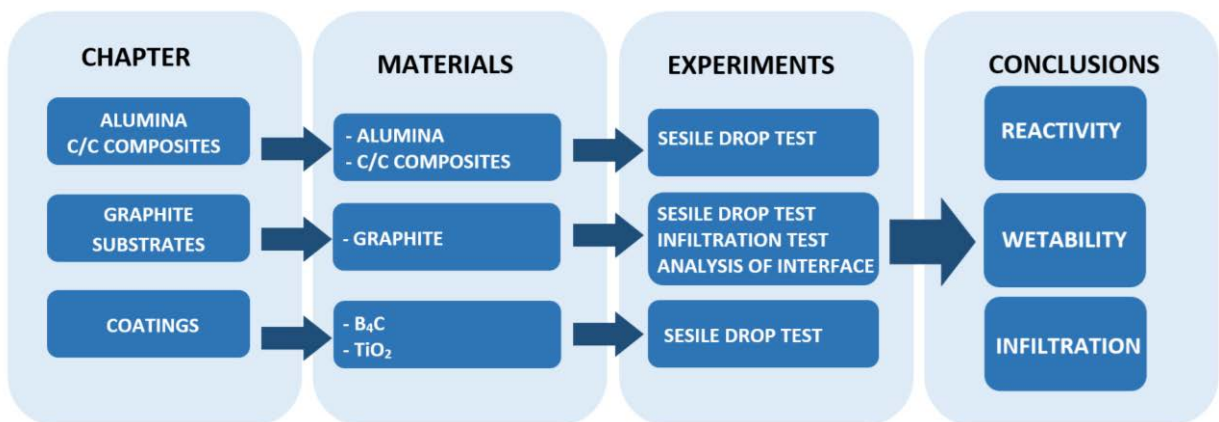 CHAPTER
ALUMINA
C/C COMPOSITES
GRAPHITE
SUBSTRATES
COATINGS
MATERIALS
- ALUMINA
- C/C COMPOSITES
- GRAPHITE
- B₄C
- TiO₂
EXPERIMENTS
SESILE DROP TEST
SESILE DROP TEST
INFILTRATION TEST
ANALYSIS OF INTERFACE
SESILE DROP TEST
CONCLUSIONS
REACTIVITY
WETABILITY
INFILTRATION